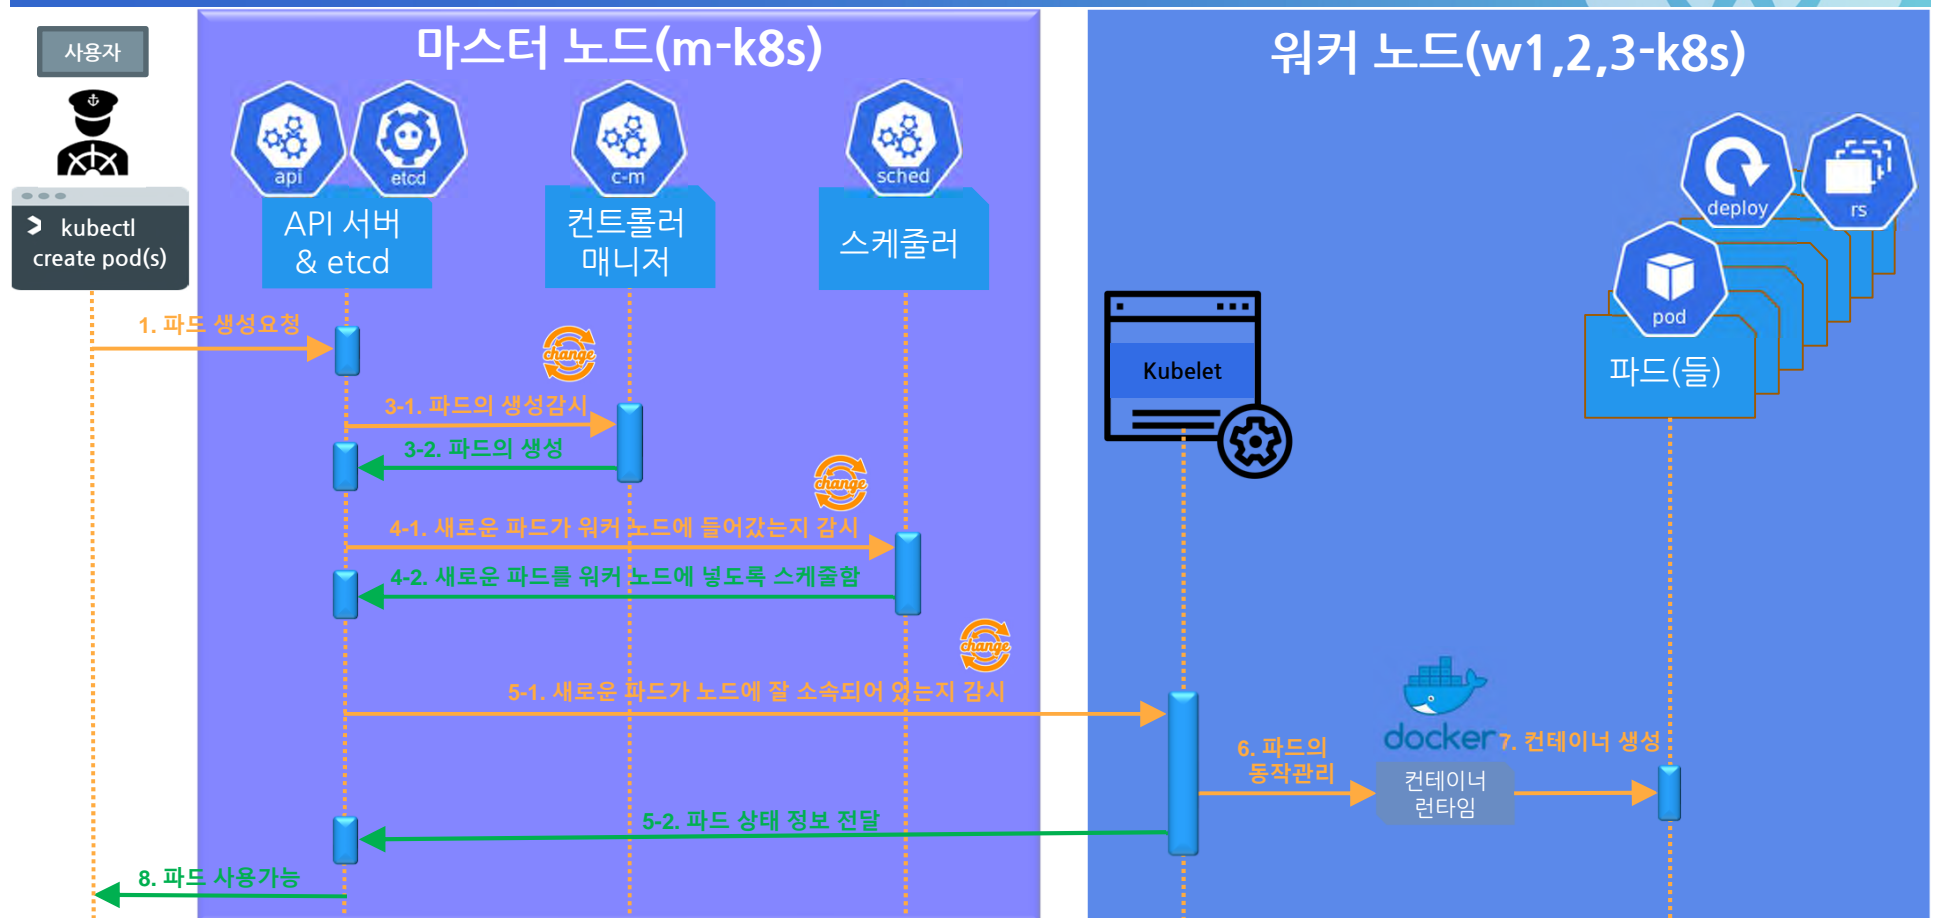 마스터 노드(m-k8s)
워커 노드(w1,2,3-k8s)
사용자
kubectl
create pod(s)
api
etcd
c-m
sched
API 서버
& etcd
컨트롤러
매니저
스케줄러
deploy
rs
pod
파드(들)
Kubelet
1. 파드 생성요청
change
3-1. 파드의 생성감시
3-2. 파드의 생성
change
4-1. 새로운 파드가 워커 노드에 들어갔는지 감시
4-2. 새로운 파드를 워커 노드에 넣도록 스케줄함
change
5-1. 새로운 파드가 노드에 잘 소속되어 있는지 감시
docker
6. 파드의
동작관리
컨테이너
런타임
7. 컨테이너 생성
5-2. 파드 상태 정보 전달
8. 파드 사용가능